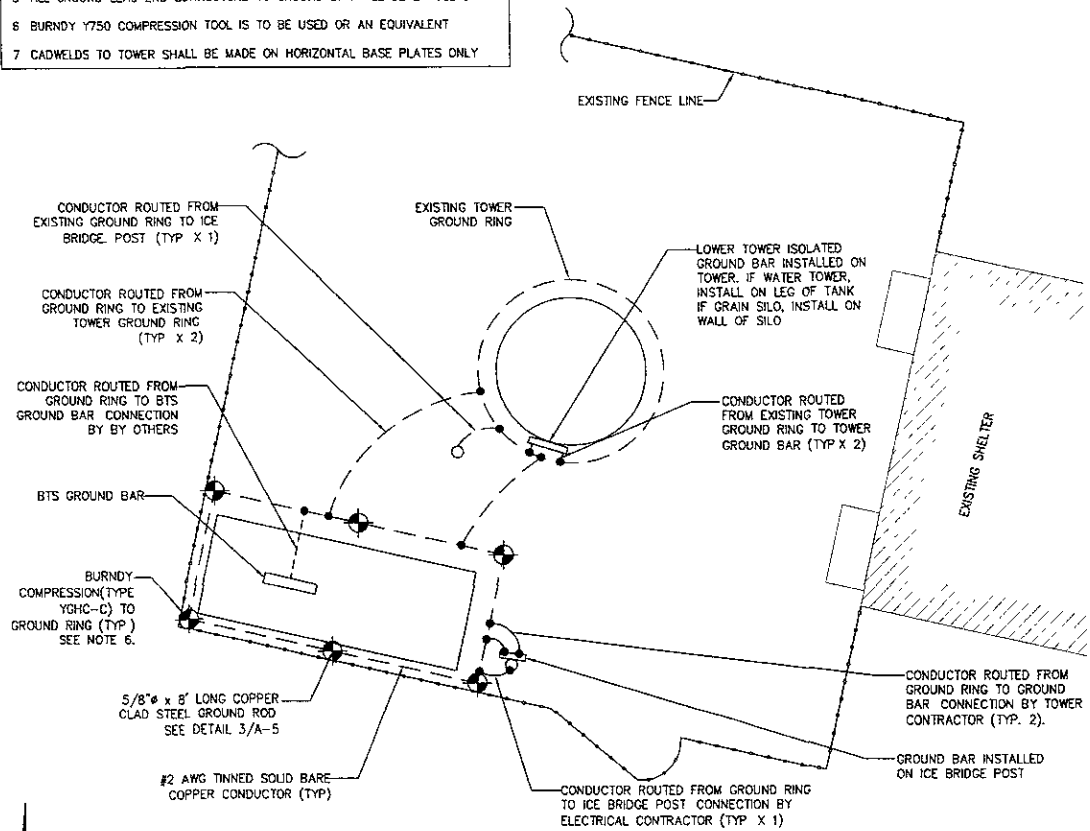 6 BURNDY Y750 COMPRESSION TOOL IS TO BE USED OR AN EQUIVALENT
7 CADWELDS TO TOWER SHALL BE MADE ON HORIZONTAL BASE PLATES ONLY
EXISTING FENCE LINE
CONDUCTOR ROUTED FROM
EXISTING GROUND RING TO ICE
BRIDGE POST (TYP X 1)
EXISTING TOWER
GROUND RING
LOWER TOWER ISOLATED
GROUND BAR INSTALLED ON
TOWER. IF WATER TOWER,
INSTALL ON LEG OF TANK
IF GRAIN SILO, INSTALL ON
WALL OF SILO
CONDUCTOR ROUTED FROM
GROUND RING TO EXISTING
TOWER GROUND RING
(TYP X 2)
CONDUCTOR ROUTED FROM
GROUND RING TO BTS
GROUND BAR CONNECTION
BY BY OTHERS
CONDUCTOR ROUTED
FROM EXISTING TOWER
GROUND RING TO TOWER
GROUND BAR (TYP X 2)
EXISTING SHELTER
BTS GROUND BAR
BURNDY
COMPRESSION(TYPE
YGHC-C) TO
GROUND RING (TYP)
SEE NOTE 6.
5/8"ø x 8' LONG COPPER
CLAD STEEL GROUND ROD
SEE DETAIL 3/A-5
#2 AWG TINNED SOLID BARE
COPPER CONDUCTOR (TYP)
CONDUCTOR ROUTED FROM
GROUND RING TO GROUND
BAR CONNECTION BY TOWER
CONTRACTOR (TYP. 2).
GROUND BAR INSTALLED
ON ICE BRIDGE POST
CONDUCTOR ROUTED FROM GROUND RING
TO ICE BRIDGE POST CONNECTION BY
ELECTRICAL CONTRACTOR (TYP X 1)